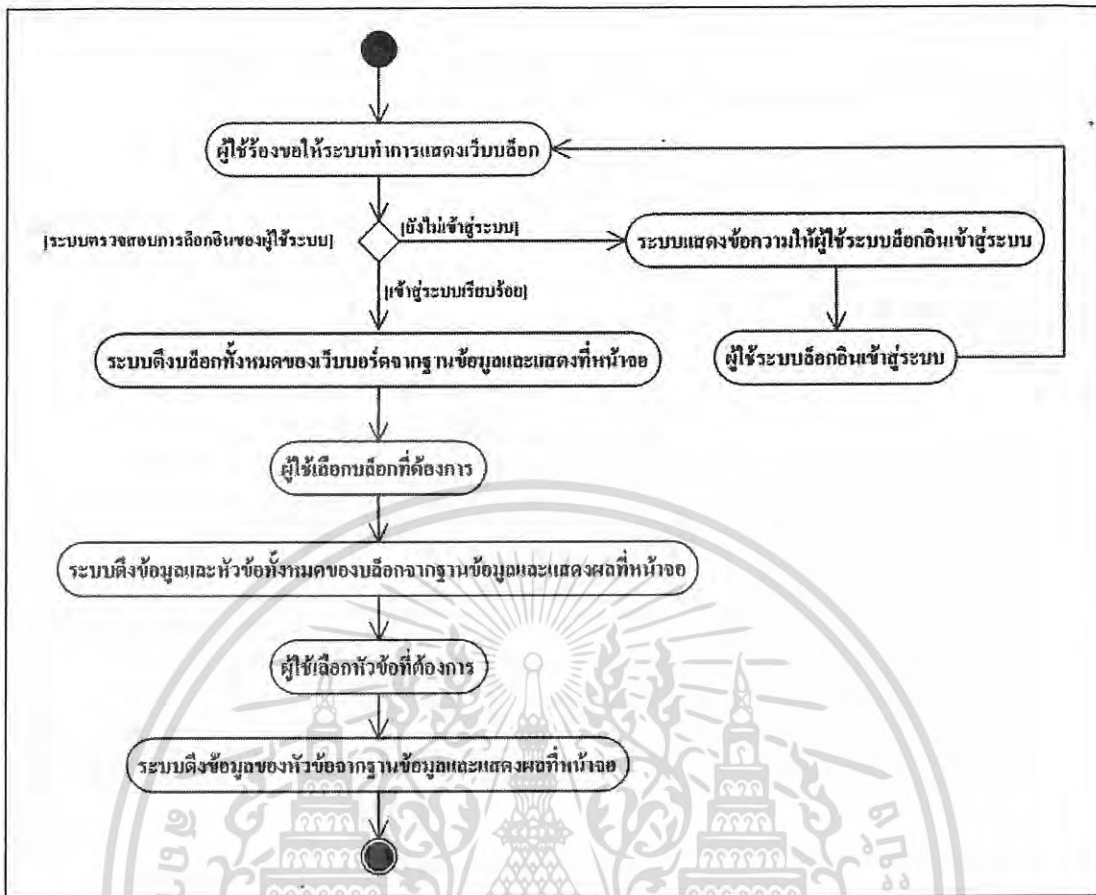 ผู้ใช้ร้องขอให้ระบบทำการแสดงเว็บบล็อก
[ระบบตรวจสอบการล็อกอินของผู้ใช้ระบบ]
[ยังไม่เข้าสู่ระบบ]
ระบบแสดงข้อความให้ผู้ใช้ระบบล็อกอินเข้าสู่ระบบ
[เข้าสู่ระบบเรียบร้อย]
ระบบดึงบล็อกทั้งหมดของเว็บบอร์ดจากฐานข้อมูลและแสดงที่หน้าจอ
ผู้ใช้ระบบล็อกอินเข้าสู่ระบบ
ผู้ใช้เลือกบล็อกที่ต้องการ
ระบบดึงข้อมูลและหัวข้อทั้งหมดของบล็อกจากฐานข้อมูลและแสดงผลที่หน้าจอ
ผู้ใช้เลือกหัวข้อที่ต้องการ
ระบบดึงข้อมูลของหัวข้อจากฐานข้อมูลและแสดงผลที่หน้าจอ